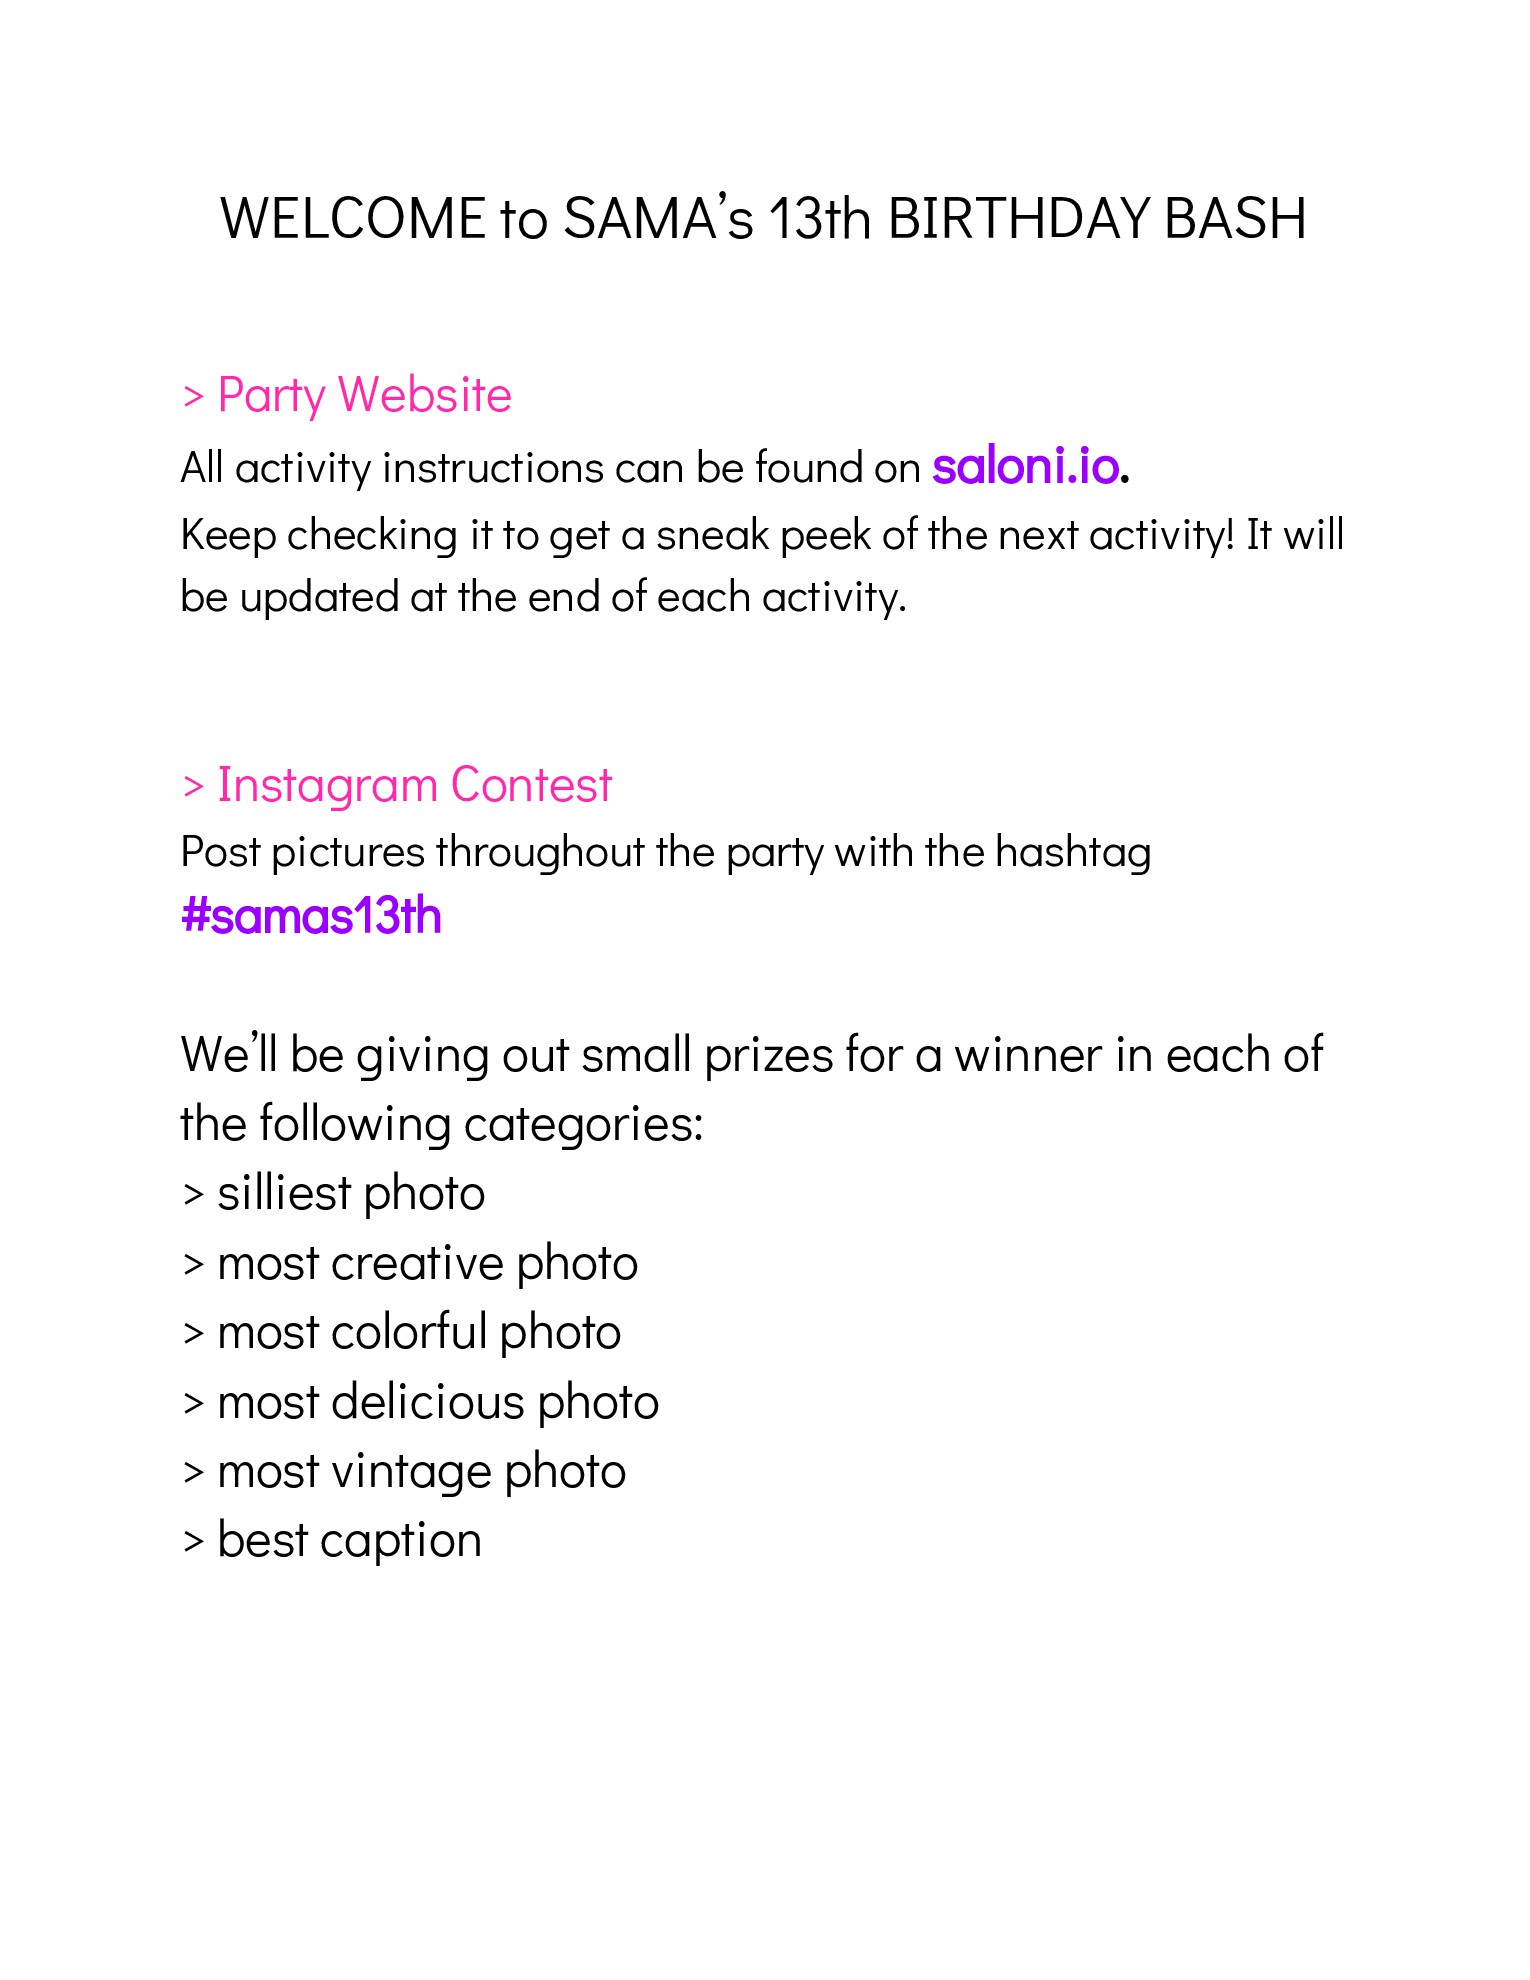 WELCOME to SAMA’s 13th BIRTHDAY BASH
> Party Website
All activity instructions can be found on saloni.io.
Keep checking it to get a sneak peek of the next activity! It will
be updated at the end of each activity.
> Instagram Contest
Post pictures throughout the party with the hashtag
#samas13th
We’ll be giving out small prizes for a winner in each of
the following categories:
> silliest photo
> most creative photo
> most colorful photo
> most delicious photo
> most vintage photo
> best caption